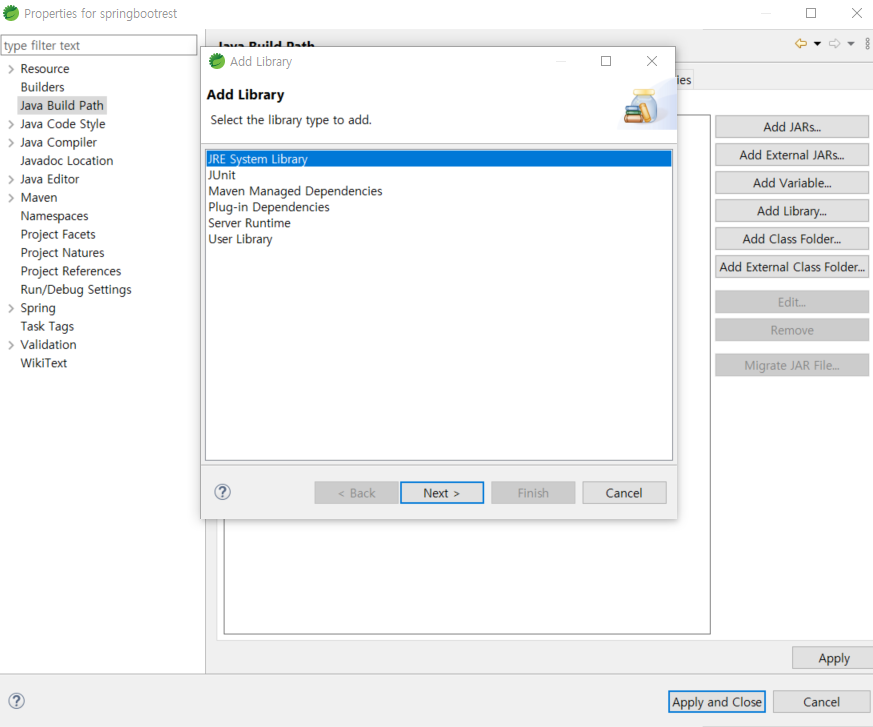 Properties for springbootrest
type filter text
Resource
Builders
Java Build Path
Java Code Style
Java Compiler
Javadoc Location
Java Editor
Maven
Namespaces
Project Facets
Project Natures
Project References
Run/Debug Settings
Spring
Task Tags
Validation
WikiText
Java Build Path
Add Library
Add Library
Select the library type to add.
JRE System Library
JUnit
Maven Managed Dependencies
Plug-in Dependencies
Server Runtime
User Library
? < Back Next > Finish Cancel
ies
Add JARs...
Add External JARs...
Add Variable...
Add Library...
Add Class Folder...
Add External Class Folder...
Edit...
Remove
Migrate JAR File...
Apply
? Apply and Close Cancel